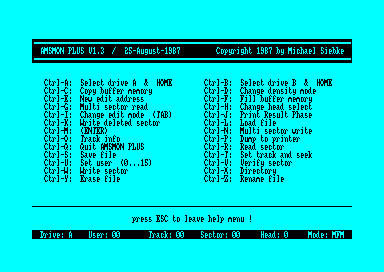 AMSMON PLUS V1.3 / 25-August-1987 Copyright 1987 by Michael Siebke
Ctrl-A: Select drive A & HOME Ctrl-B: Select drive B & HOME
Ctrl-C: Copy buffer memory Ctrl-D: Change density mode
Ctrl-E: New edit address Ctrl-F: Fill buffer memory
Ctrl-G: Multi sector read Ctrl-H: Change head select
Ctrl-I: Change edit mode (TAB) Ctrl-J: Print Result Phase
Ctrl-K: Write deleted sector Ctrl-L: Load file
Ctrl-M: (ENTER) Ctrl-N: Multi sector write
Ctrl-O: Track info Ctrl-P: Dump to printer
Ctrl-Q: Quit AMSMON PLUS Ctrl-R: Read sector
Ctrl-S: Save file Ctrl-T: Set track and seek
Ctrl-U: Set user (0...15) Ctrl-V: Verify sector
Ctrl-W: Write sector Ctrl-X: Directory
Ctrl-Y: Erase file Ctrl-Z: Rename file
press ESC to leave help menu !
Drive: A User: 00 Track: 00 Sector: 00 Head: 0 Mode: MFM